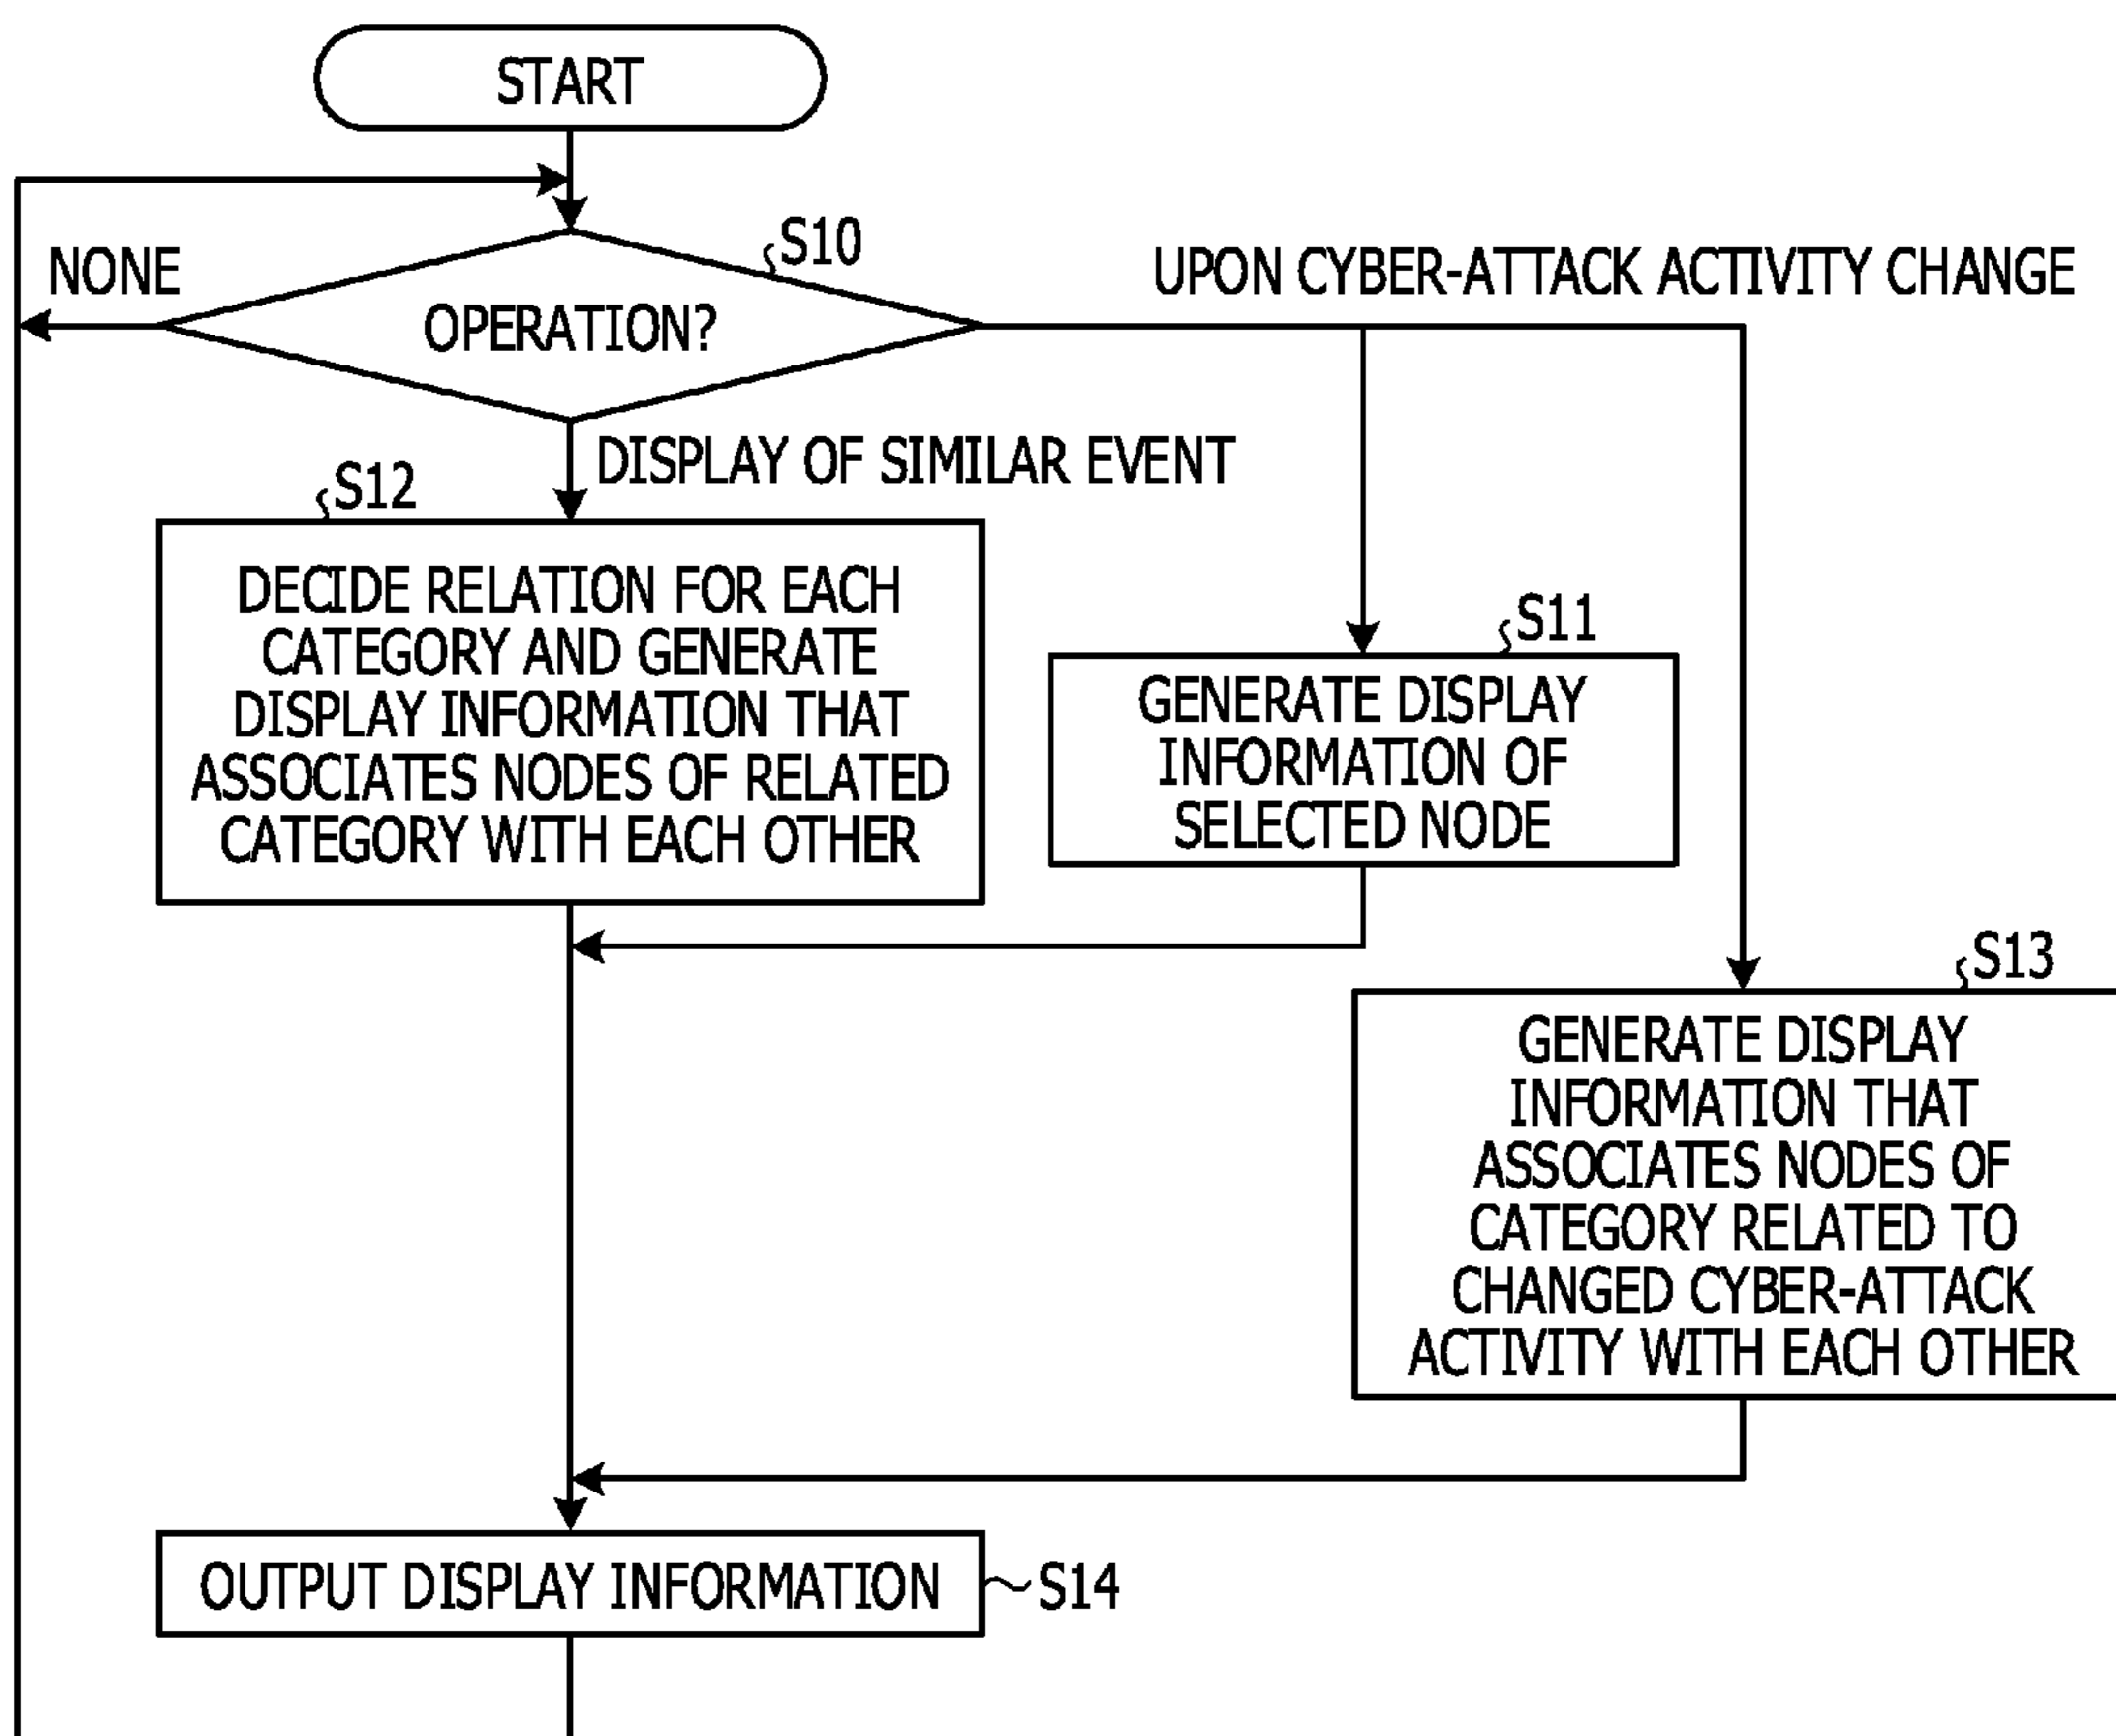 START
S10
NONE
UPON CYBER-ATTACK ACTIVITY CHANGE
OPERATION?
DISPLAY OF SIMILAR EVENT
S12
DECIDE RELATION FOR EACH
CATEGORY AND GENERATE
DISPLAY INFORMATION THAT
ASSOCIATES NODES OF RELATED
CATEGORY WITH EACH OTHER
S11
GENERATE DISPLAY
INFORMATION OF
SELECTED NODE
S13
GENERATE DISPLAY
INFORMATION THAT
ASSOCIATES NODES OF
CATEGORY RELATED TO
CHANGED CYBER-ATTACK
ACTIVITY WITH EACH OTHER
OUTPUT DISPLAY INFORMATION
S14